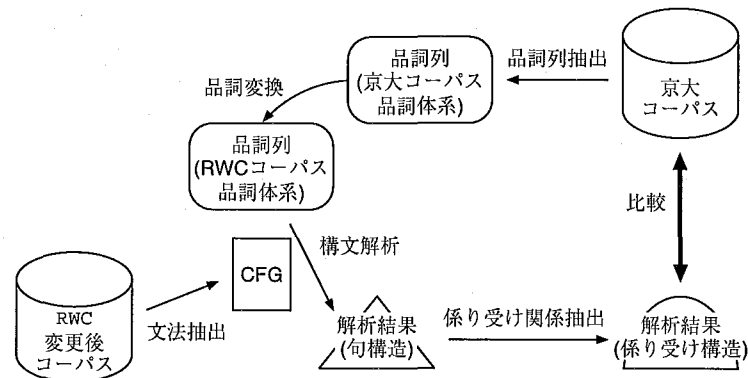 品詞列
(京大コーパス
品詞体系)
品詞列抽出
京大
コーパス
品詞変換
品詞列
(RWCコーパス
品詞体系)
比較
構文解析
CFG
RWC
変更後
コーパス
文法抽出
解析結果
(句構造)
係り受け関係抽出
解析結果
(係り受け構造)